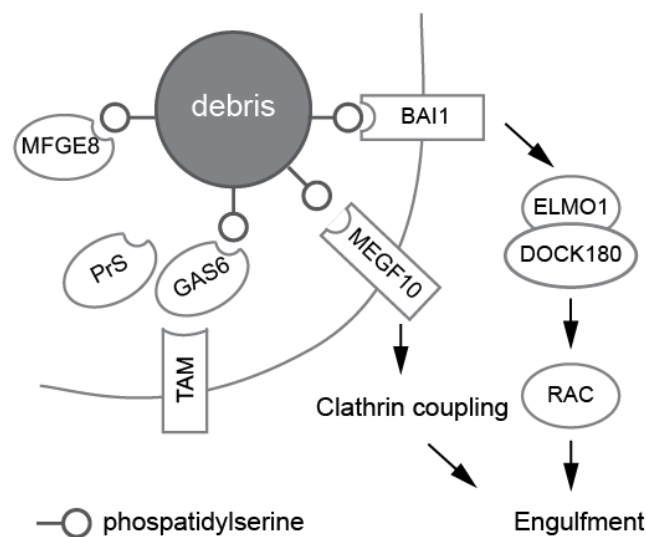 debris
BAI1
MFGE8
ELMO1
MEGF10
DOCK180
PrS
GAS6
TAM
RAC
Clathrin coupling
phospatidylserine
Engulfment